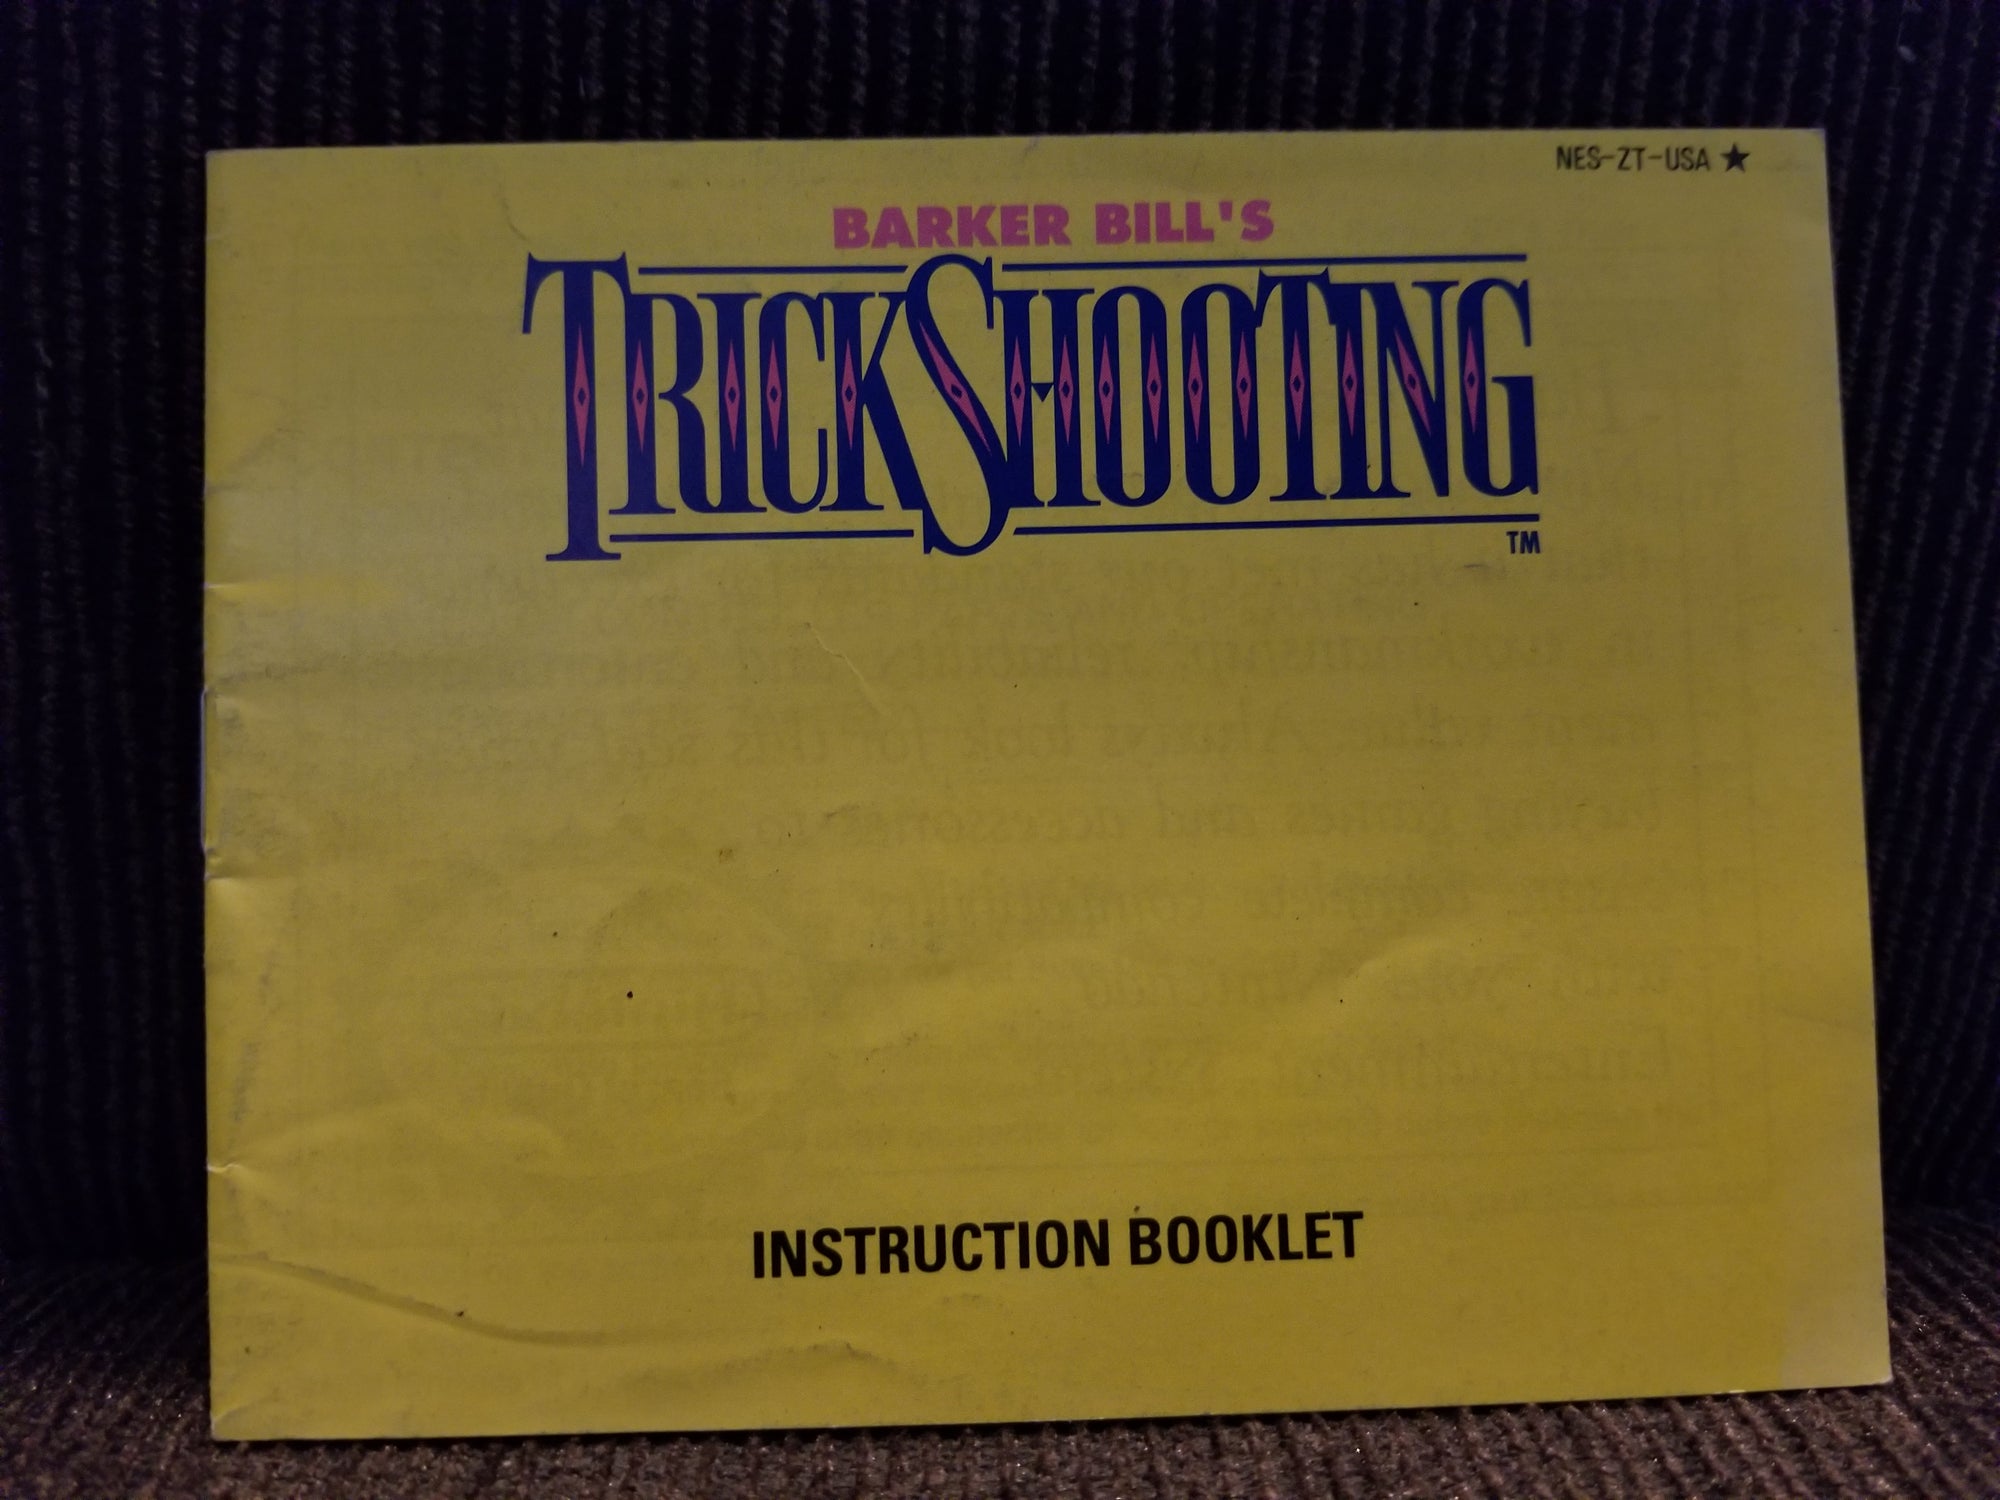 NES-ZT-USA ★
BARKER BILL'S
TRICKSHOOTING
TM
INSTRUCTION BOOKLET